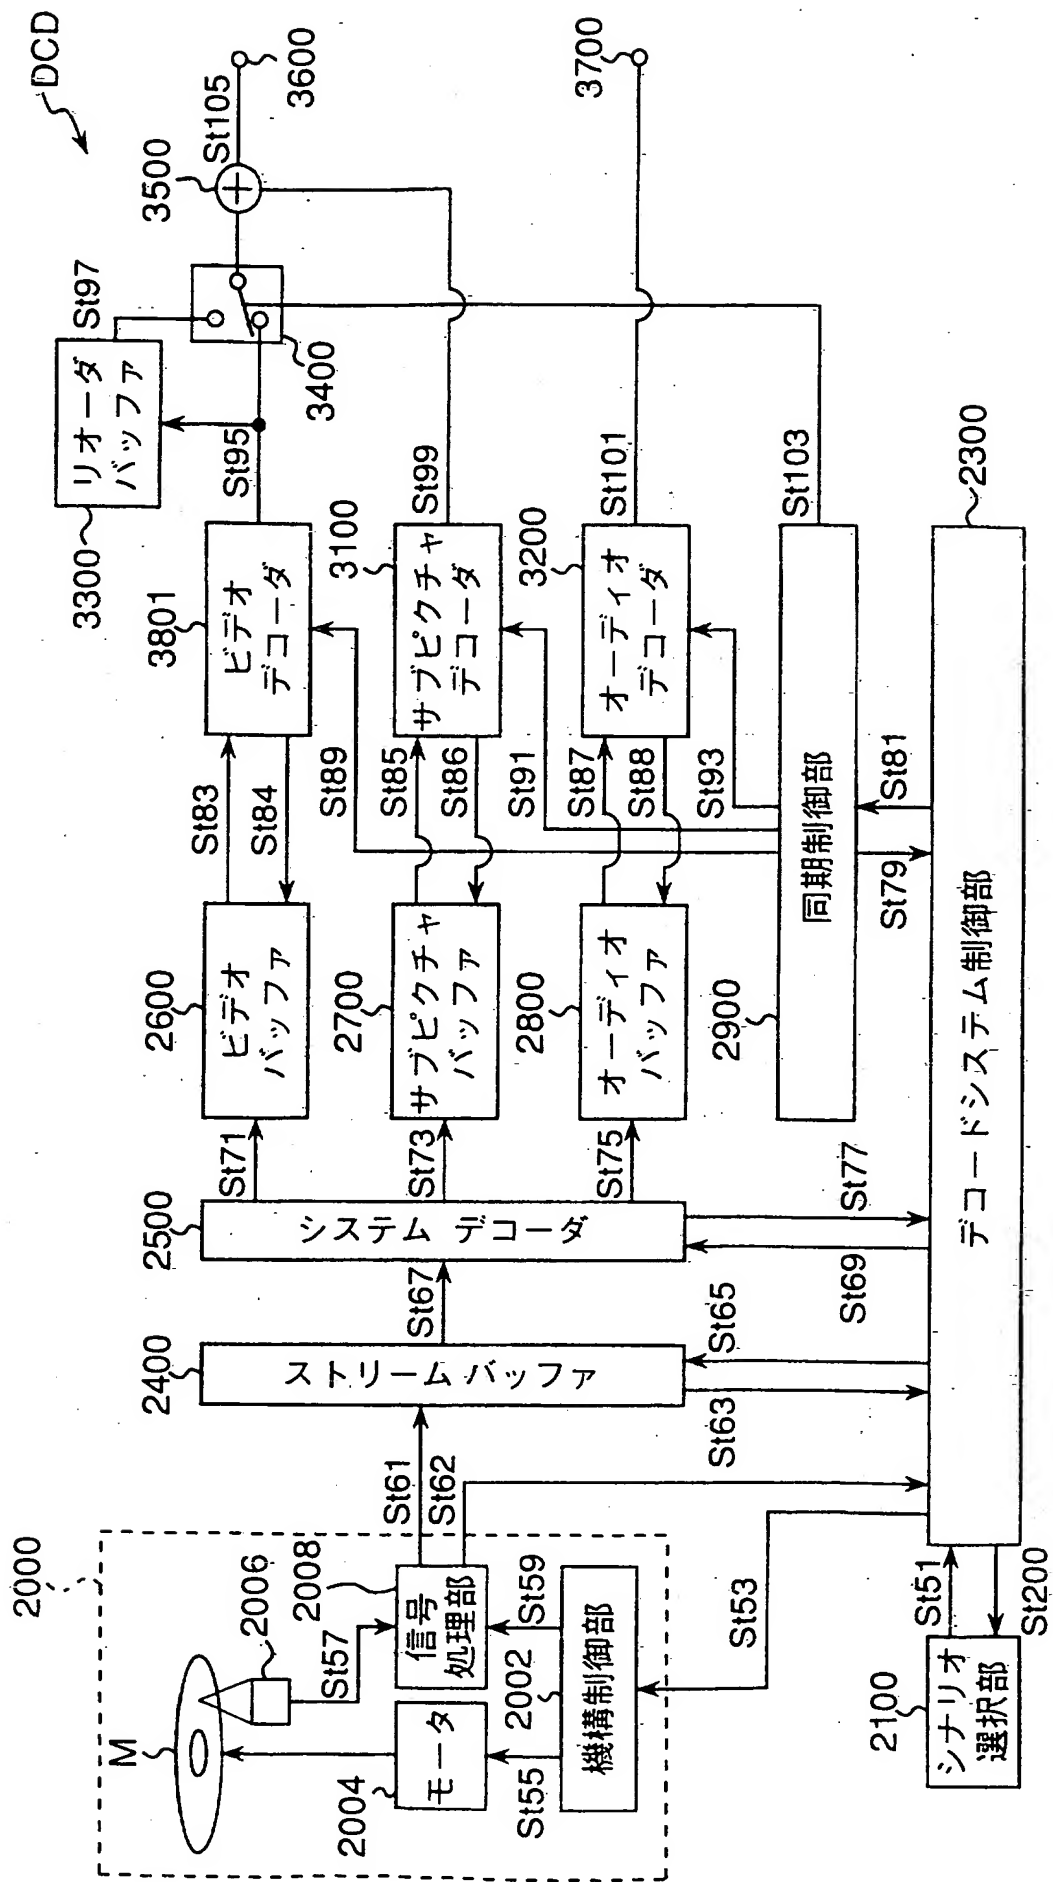 DCD
2000
M
2006
St57
2004
モータ
2008
信号
処理部
St55
2002
St59
機構制御部
St61
St62
St53
2100
シナリオ
選択部
St51
St200
2400
ストリームバッファ
St63
St65
St67
2500
システム デコーダ
St69
St77
St71
St73
St75
2600
ビデオ
バッファ
2700
サブピクチャ
バッファ
2800
オーディオ
バッファ
2900
同期制御部
St79
St81
2300
デコードシステム制御部
St83
St84
St89
St85
St86
St91
St87
St88
St93
3801
ビデオ
デコーダ
3100
サブピクチャ
デコーダ
3200
オーディオ
デコーダ
St95
St99
St101
St103
3300
リオーダ
バッファ
St97
3400
3500
St105
3600
3700